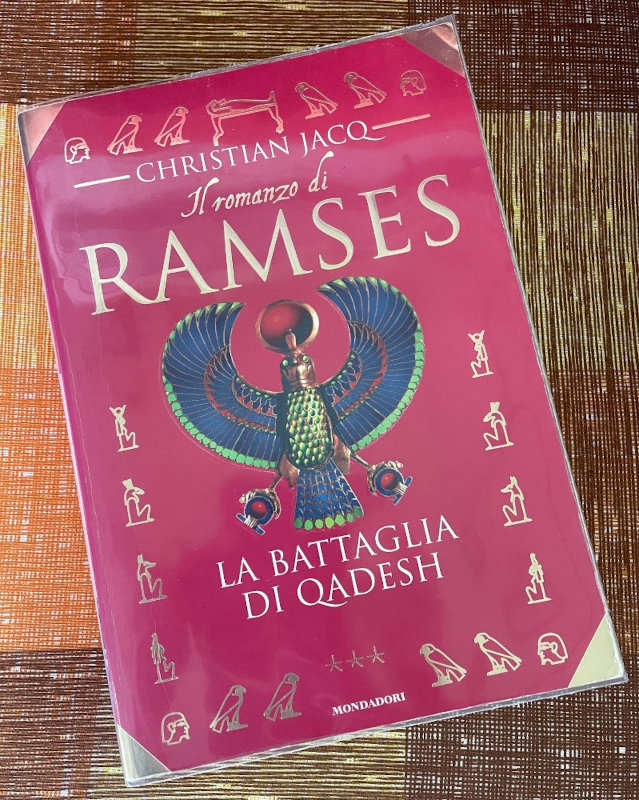 CHRISTIAN JACQ
Il romanzo di
RAMSES
LA BATTAGLIA
DI QADESH
MONDADORI